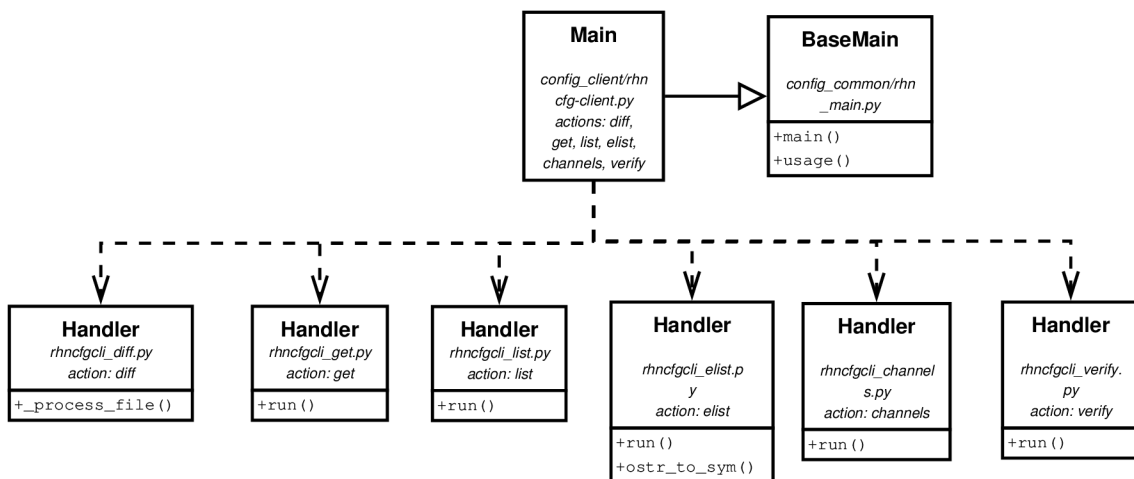 Main
config_client/rhn
cfg-client.py
actions: diff,
get, list, elist,
channels, verify
BaseMain
config_common/rhn
_main.py
+main()
+usage()
Handler
rhncfgcli_diff.py
action: diff
+_process_file()
Handler
rhncfgcli_get.py
action: get
+run()
Handler
rhncfgcli_list.py
action: list
+run()
Handler
rhncfgcli_elist.p
y
action: elist
+run()
+ostr_to_sym()
Handler
rhncfgcli_channel
s.py
action: channels
+run()
Handler
rhncfgcli_verify.
py
action: verify
+run()